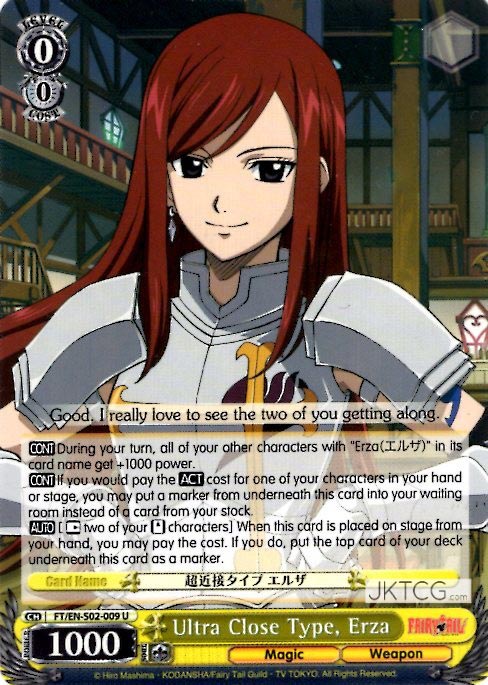 LEVEL
0
0
COST
Good. I really love to see the two of you getting along.
CONT During your turn, all of your other characters with "Erza(エルザ)" in its
card name get +1000 power.
CONT If you would pay the ACT cost for one of your characters in your hand
or stage, you may put a marker from underneath this card into your waiting
room instead of a card from your stock.
AUTO [ two of your [ ] characters] When this card is placed on stage from
your hand, you may pay the cost. If you do, put the top card of your deck
underneath this card as a marker.
Card Name 超近接タイプ エルザ
JKTCG.com
CH FT/EN-S02-009 U
POWER 1000 SOUL
Ultra Close Type, Erza
FAIRY TAIL
Magic Weapon
© Hiro Mashima・KODANSHA/Fairy Tail Guild・TV TOKYO. All Rights Reserved.